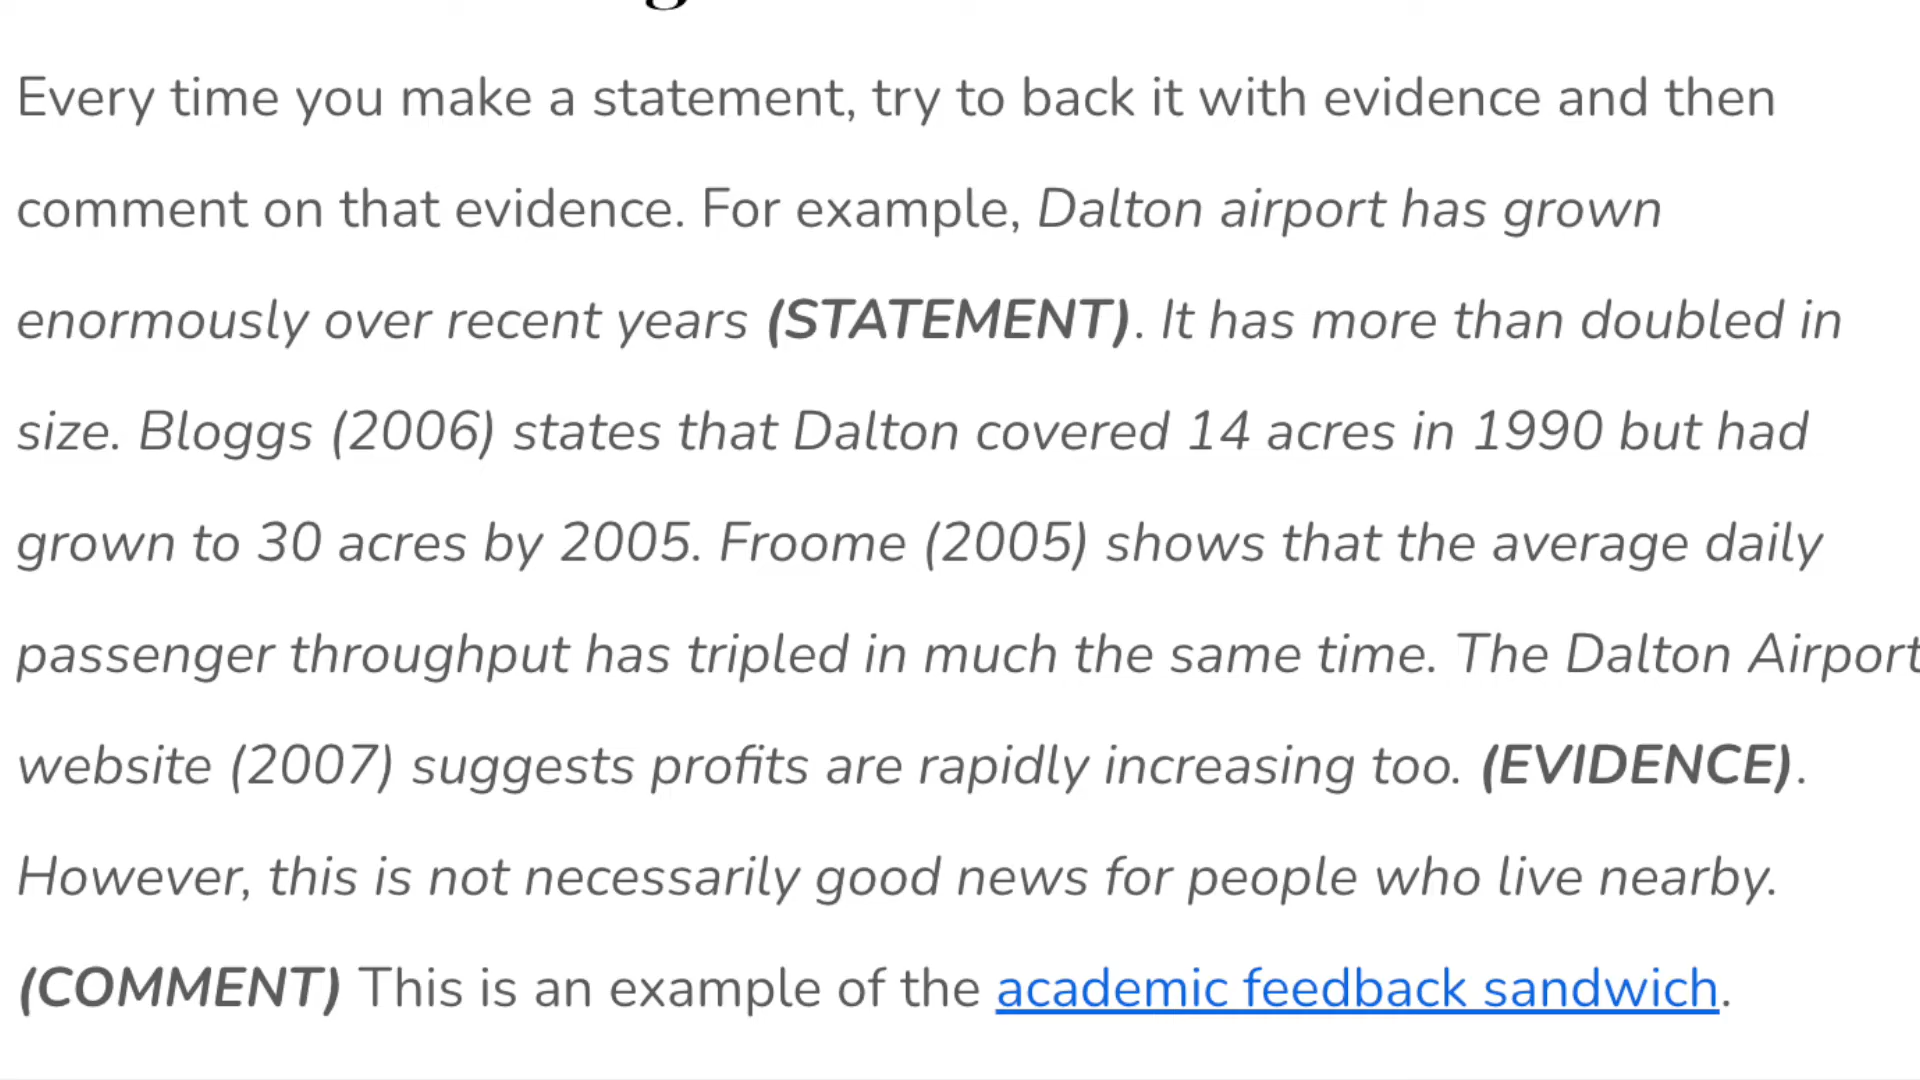 Every time you make a statement, try to back it with evidence and then
comment on that evidence. For example, Dalton airport has grown
enormously over recent years (STATEMENT). It has more than doubled in
size. Bloggs (2006) states that Dalton covered 14 acres in 1990 but had
grown to 30 acres by 2005. Froome (2005) shows that the average daily
passenger throughput has tripled in much the same time. The Dalton Airport
website (2007) suggests profits are rapidly increasing too. (EVIDENCE).
However, this is not necessarily good news for people who live nearby.
(COMMENT) This is an example of the academic feedback sandwich.